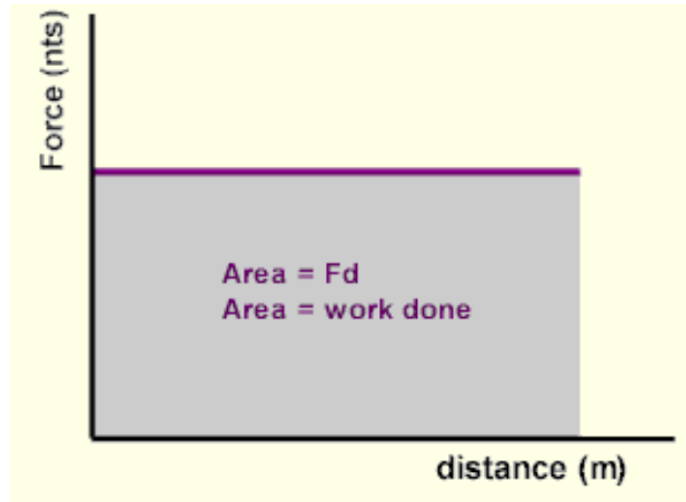 Force (nts)
Area = Fd
Area = work done
distance (m)